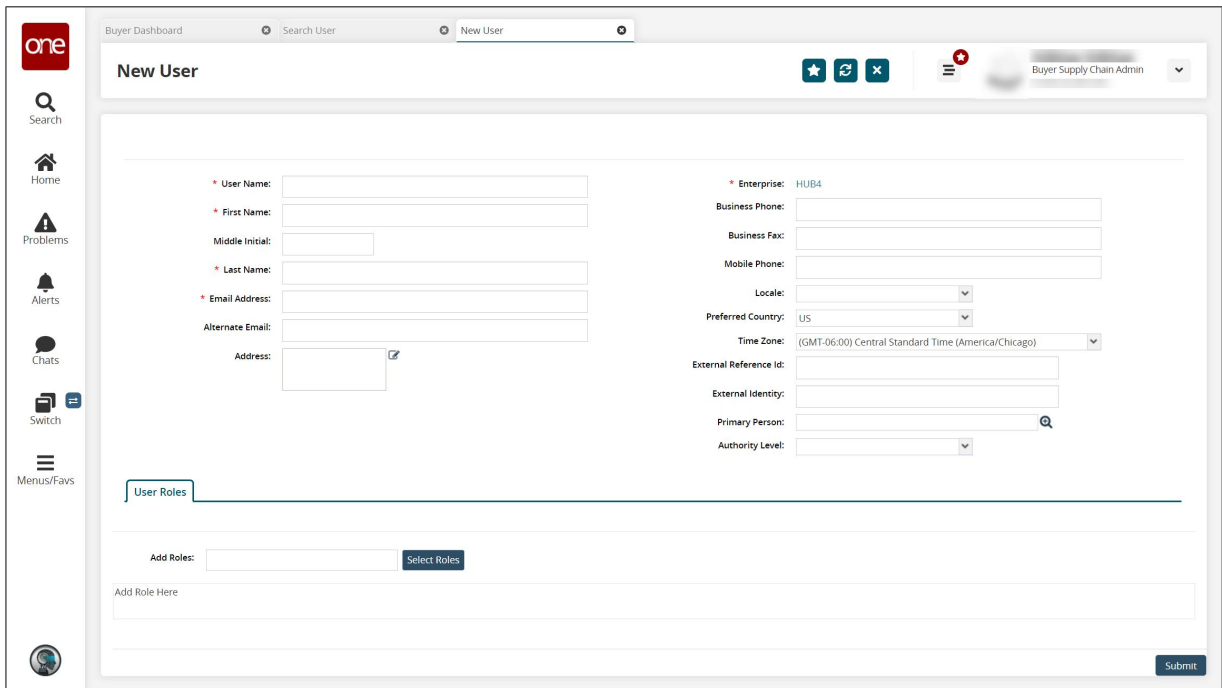 one
Buyer Dashboard
Search User
New User
New User
Buyer Supply Chain Admin
Search
Home
Problems
Alerts
Chats
Switch
Menus/Favs
* User Name:
* First Name:
Middle Initial:
* Last Name:
* Email Address:
Alternate Email:
Address:
* Enterprise: HUB4
Business Phone:
Business Fax:
Mobile Phone:
Locale:
Preferred Country: US
Time Zone: (GMT-06:00) Central Standard Time (America/Chicago)
External Reference Id:
External Identity:
Primary Person:
Authority Level:
User Roles
Add Roles:
Select Roles
Add Role Here
Submit